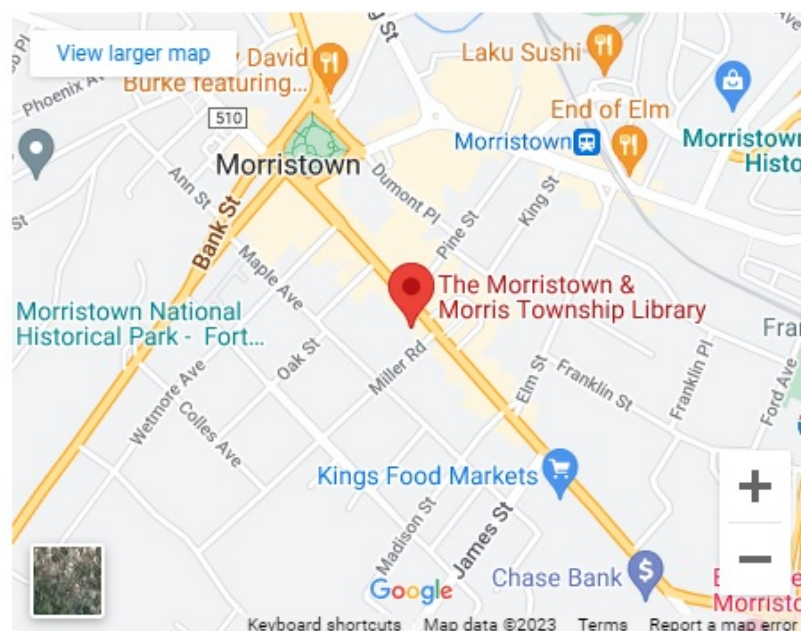 View larger map
David
Burke featuring...
Laku Sushi
Phoenix
510
End of Elm
Morristown
Morristown
Histo
Morristown
Ann St
Dumont Pl
King St
Pine St
Bank St
Maple Ave
The Morristown &
Morris Township Library
Morristown National
Historical Park - Fort...
Oak St
Miller Rd
Wetmore Ave
Colles Ave
Elm St
Franklin St
Franklin Pl
Ford Ave
Fran
Kings Food Markets
Madison St
James St
Chase Bank
Morristo
Google
Keyboard shortcuts Map data ©2023 Terms Report a map error